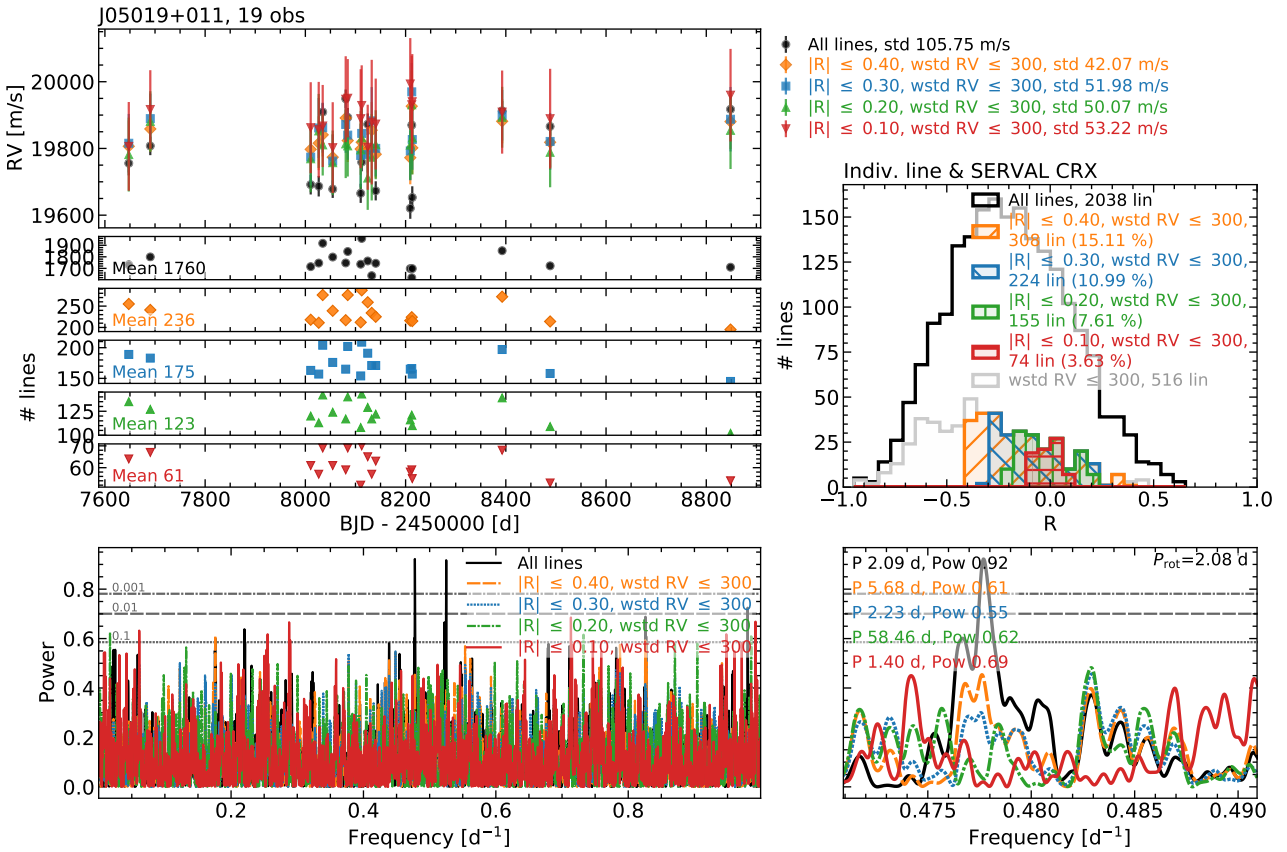 J05019+011, 19 obs
All lines, std 105.75 m/s
|R| ≤ 0.40, wstd RV ≤ 300, std 42.07 m/s
|R| ≤ 0.30, wstd RV ≤ 300, std 51.98 m/s
|R| ≤ 0.20, wstd RV ≤ 300, std 50.07 m/s
|R| ≤ 0.10, wstd RV ≤ 300, std 53.22 m/s
RV [m/s]
20000
19800
19600
1900
1800
1700
Mean 1760
250
200
Mean 236
200
150
Mean 175
125
100
Mean 123
70
60
Mean 61
# lines
7600 7800 8000 8200 8400 8600 8800
BJD - 2450000 [d]
Indiv. line & SERVAL CRX
All lines, 2038 lin
|R| ≤ 0.40, wstd RV ≤ 300,
308 lin (15.11 %)
|R| ≤ 0.30, wstd RV ≤ 300,
224 lin (10.99 %)
|R| ≤ 0.20, wstd RV ≤ 300,
155 lin (7.61 %)
|R| ≤ 0.10, wstd RV ≤ 300,
74 lin (3.63 %)
wstd RV ≤ 300, 516 lin
# lines
150
125
100
75
50
25
0
−1.0 −0.5 0.0 0.5 1.0
R
All lines
|R| ≤ 0.40, wstd RV ≤ 300
|R| ≤ 0.30, wstd RV ≤ 300
|R| ≤ 0.20, wstd RV ≤ 300
|R| ≤ 0.10, wstd RV ≤ 300
0.001
0.01
0.1
Power
0.8
0.6
0.4
0.2
0.0
0.2 0.4 0.6 0.8
Frequency [d⁻¹]
P 2.09 d, Pow 0.92
Prot=2.08 d
P 5.68 d, Pow 0.61
P 2.23 d, Pow 0.55
P 58.46 d, Pow 0.62
P 1.40 d, Pow 0.69
0.475 0.480 0.485 0.490
Frequency [d⁻¹]